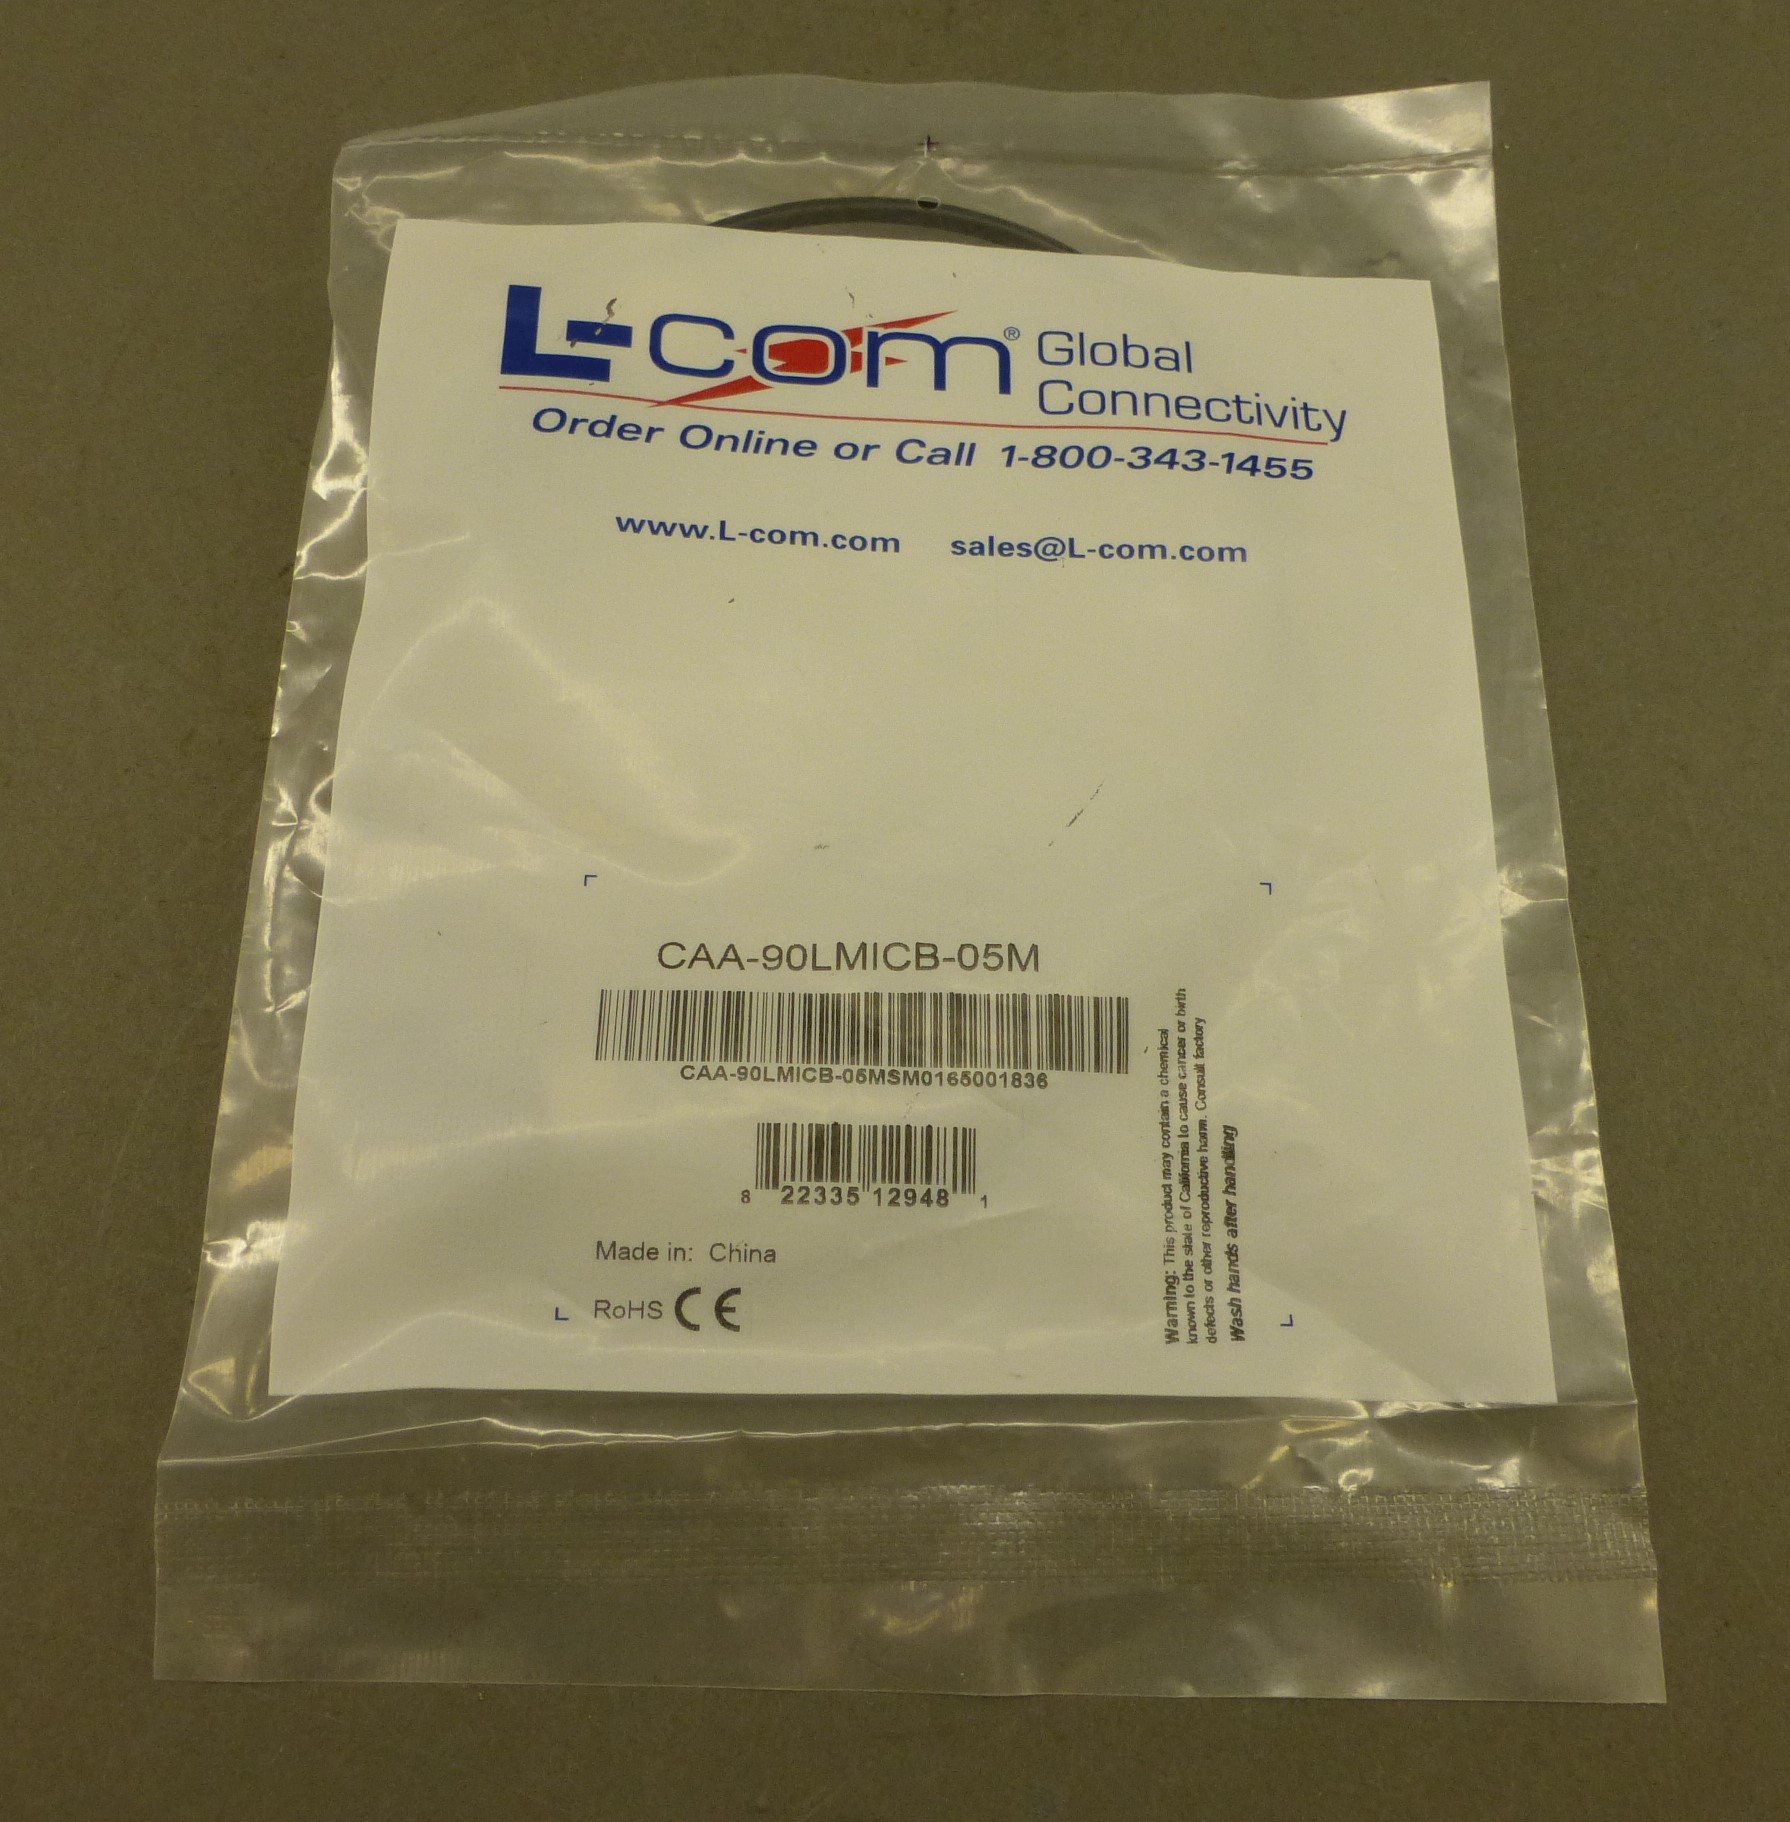 L-com® Global
Connectivity
Order Online or Call 1-800-343-1455
www.L-com.com sales@L-com.com
CAA-90LMICB-05M
CAA-90LMICB-05MSM0165001836
8 22335 12948 1
Made in: China
RoHS CE
Warning: This product may contain a chemical
known to the state of California to cause cancer or birth
defects or other reproductive harm. Consult factory
Wash hands after handling